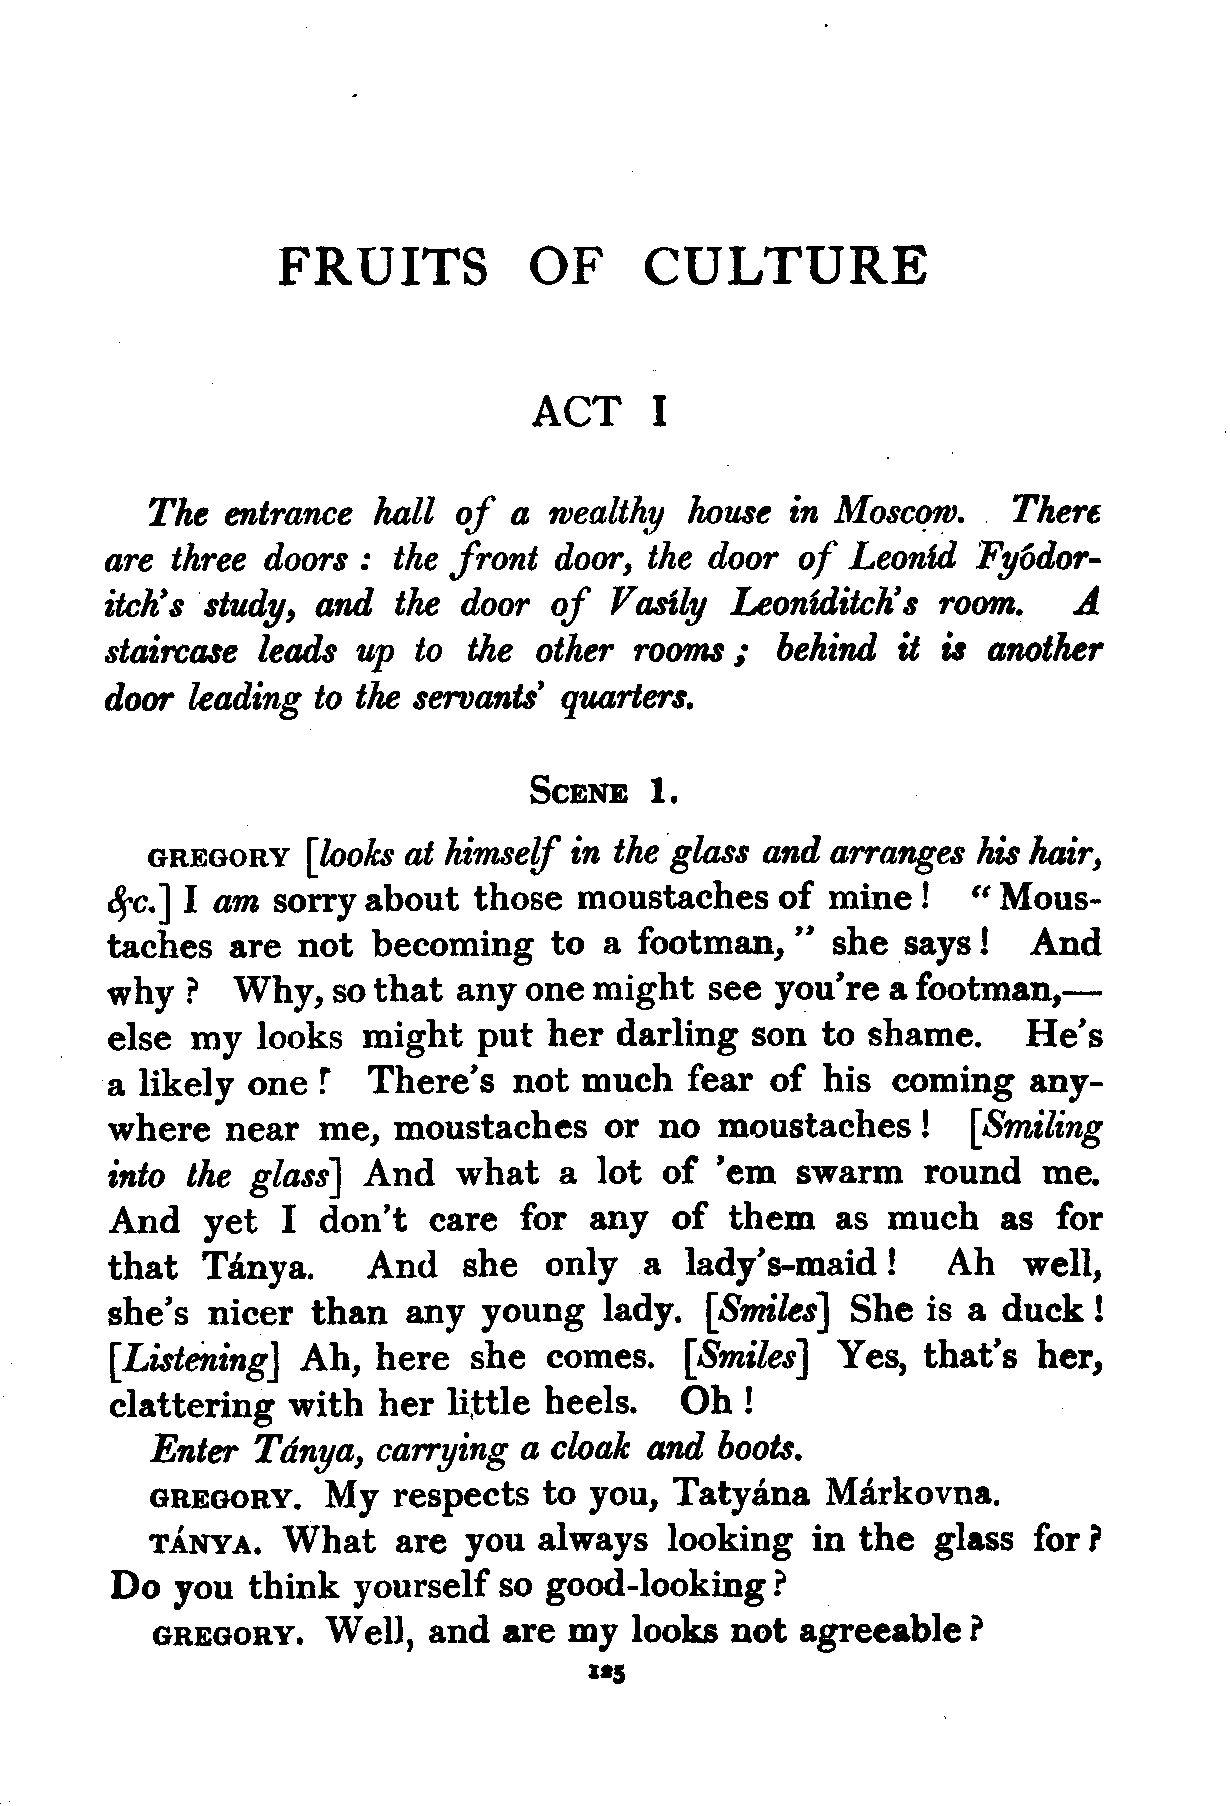 FRUITS OF CULTURE
ACT I
The entrance hall of a wealthy house in Moscow. There
are three doors : the front door, the door of Leoníd Fyódor-
itch's study, and the door of Vasíly Leoníditch's room. A
staircase leads up to the other rooms ; behind it is another
door leading to the servants' quarters.
SCENE 1.
GREGORY [looks at himself in the glass and arranges his hair,
&c.] I am sorry about those moustaches of mine ! “ Mous-
taches are not becoming to a footman, ” she says ! And
why ? Why, so that any one might see you're a footman,—
else my looks might put her darling son to shame. He's
a likely one ! There's not much fear of his coming any-
where near me, moustaches or no moustaches ! [Smiling
into the glass] And what a lot of 'em swarm round me.
And yet I don't care for any of them as much as for
that Tánya. And she only a lady's-maid ! Ah well,
she's nicer than any young lady. [Smiles] She is a duck !
[Listening] Ah, here she comes. [Smiles] Yes, that's her,
clattering with her little heels. Oh !
Enter Tánya, carrying a cloak and boots.
GREGORY. My respects to you, Tatyána Márkovna.
TÁNYA. What are you always looking in the glass for ?
Do you think yourself so good-looking ?
GREGORY. Well, and are my looks not agreeable ?
125